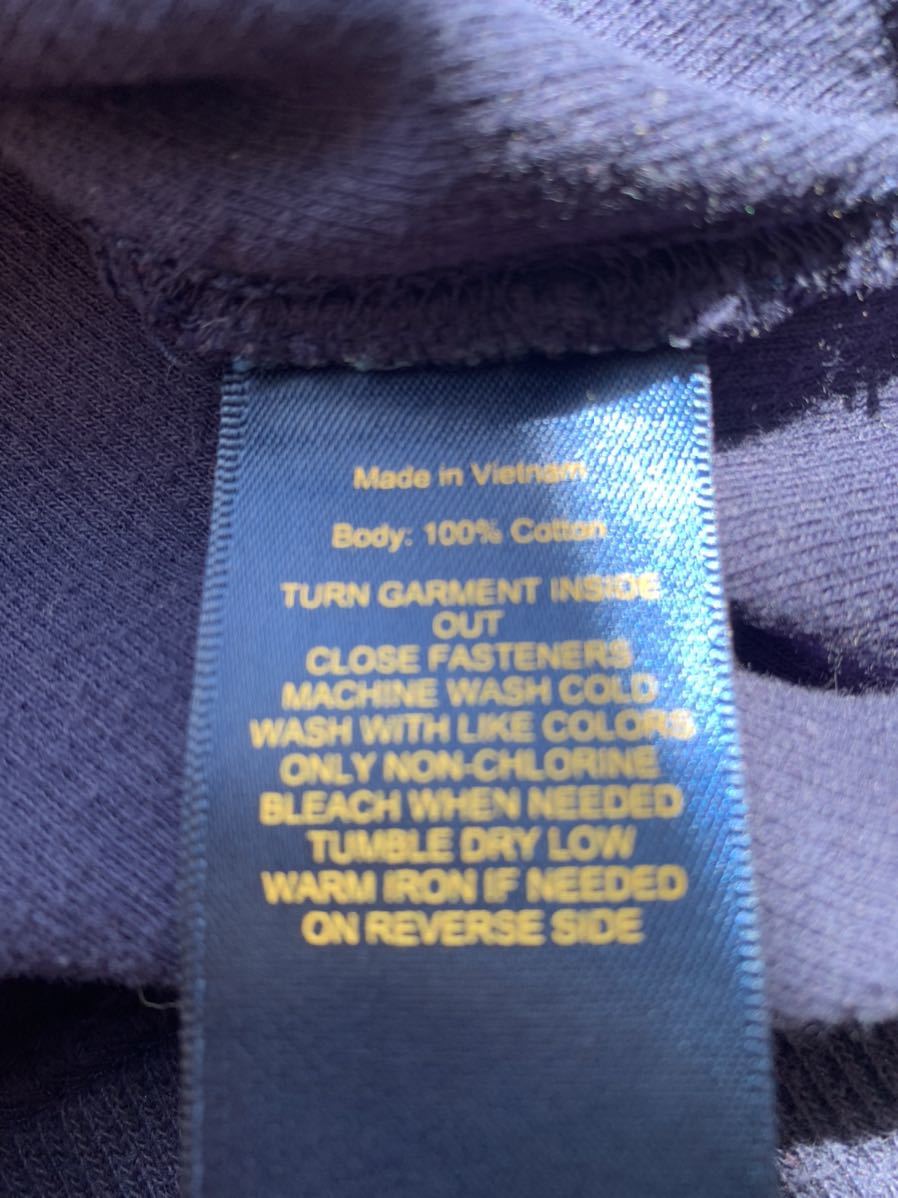 Made in Vietnam
Body: 100% Cotton
TURN GARMENT INSIDE
OUT
CLOSE FASTENERS
MACHINE WASH COLD
WASH WITH LIKE COLORS
ONLY NON-CHLORINE
BLEACH WHEN NEEDED
TUMBLE DRY LOW
WARM IRON IF NEEDED
ON REVERSE SIDE